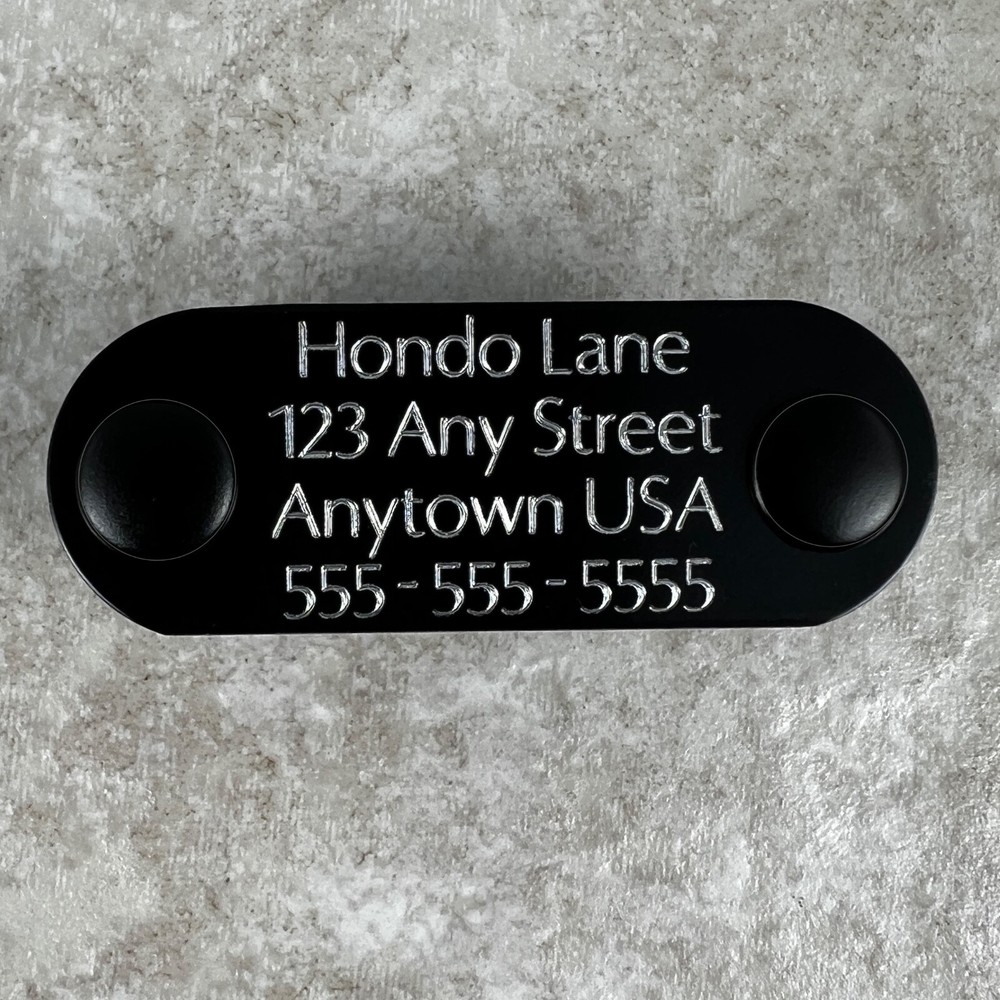 Hondo Lane
123 Any Street
Anytown USA
555-555-5555